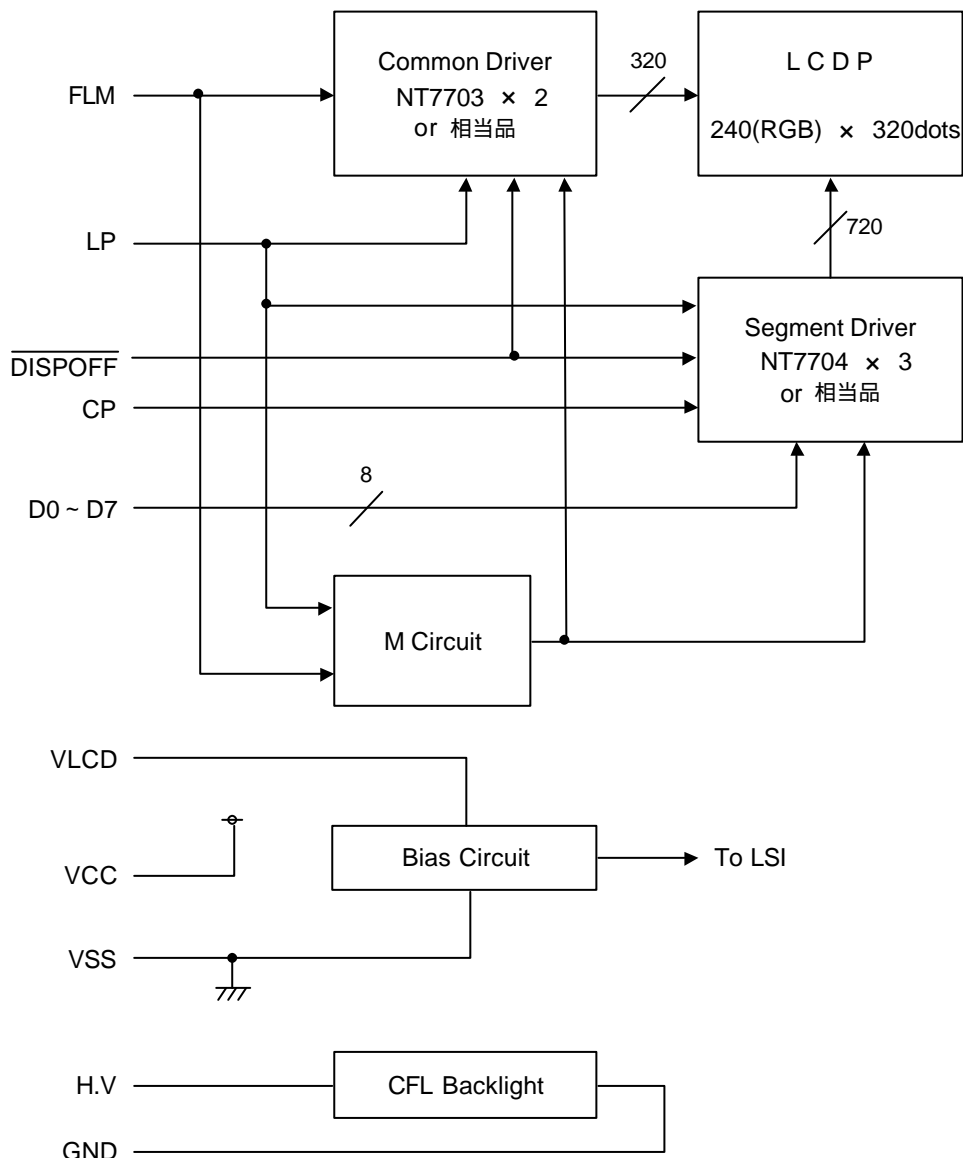 FLM
Common Driver
NT7703 × 2
or 相当品
320
L C D P
240(RGB) × 320dots
LP
720
DISPOFF
Segment Driver
NT7704 × 3
or 相当品
CP
8
D0 ~ D7
M Circuit
VLCD
Bias Circuit
To LSI
VCC
VSS
H.V
CFL Backlight
GND